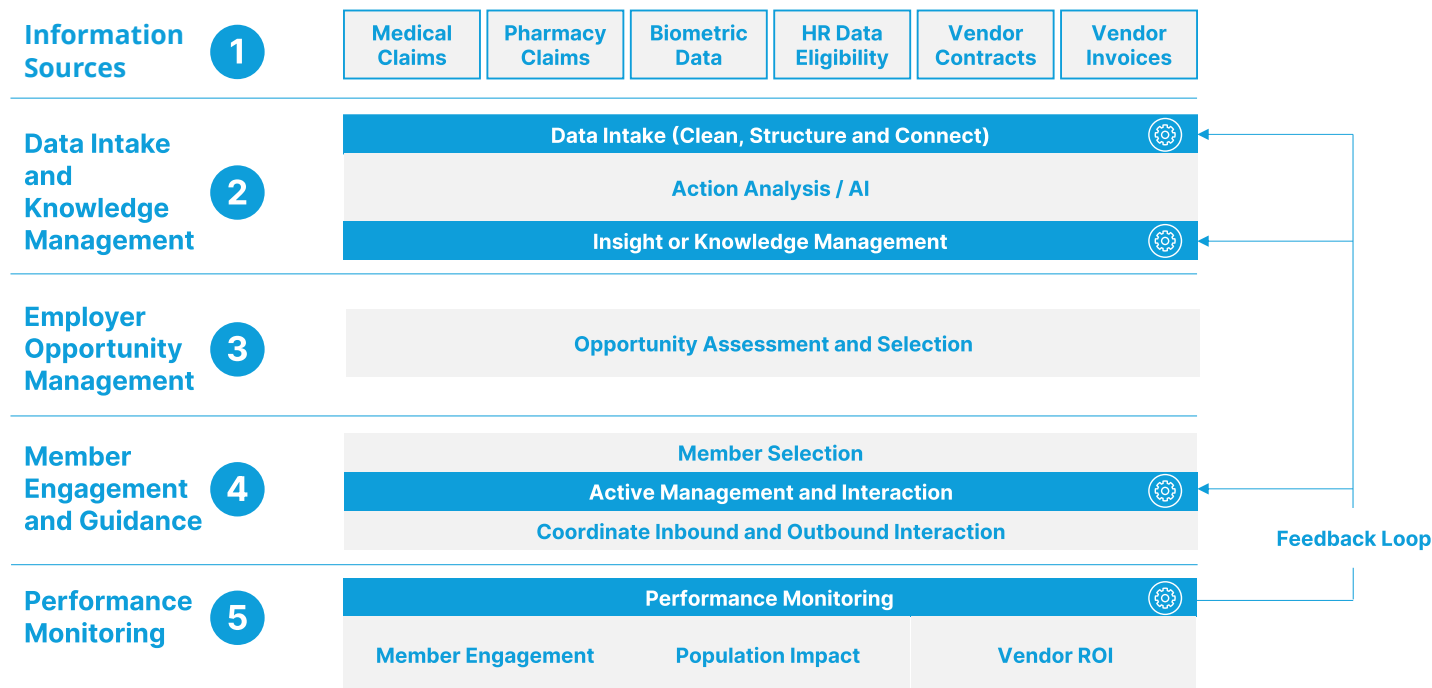 Information
Sources
1
Medical
Claims
Pharmacy
Claims
Biometric
Data
HR Data
Eligibility
Vendor
Contracts
Vendor
Invoices
Data Intake
and
Knowledge
Management
2
Data Intake (Clean, Structure and Connect)
Action Analysis / AI
Insight or Knowledge Management
Employer
Opportunity
Management
3
Opportunity Assessment and Selection
Member
Engagement
and Guidance
4
Member Selection
Active Management and Interaction
Coordinate Inbound and Outbound Interaction
Feedback Loop
Performance
Monitoring
5
Performance Monitoring
Member Engagement
Population Impact
Vendor ROI